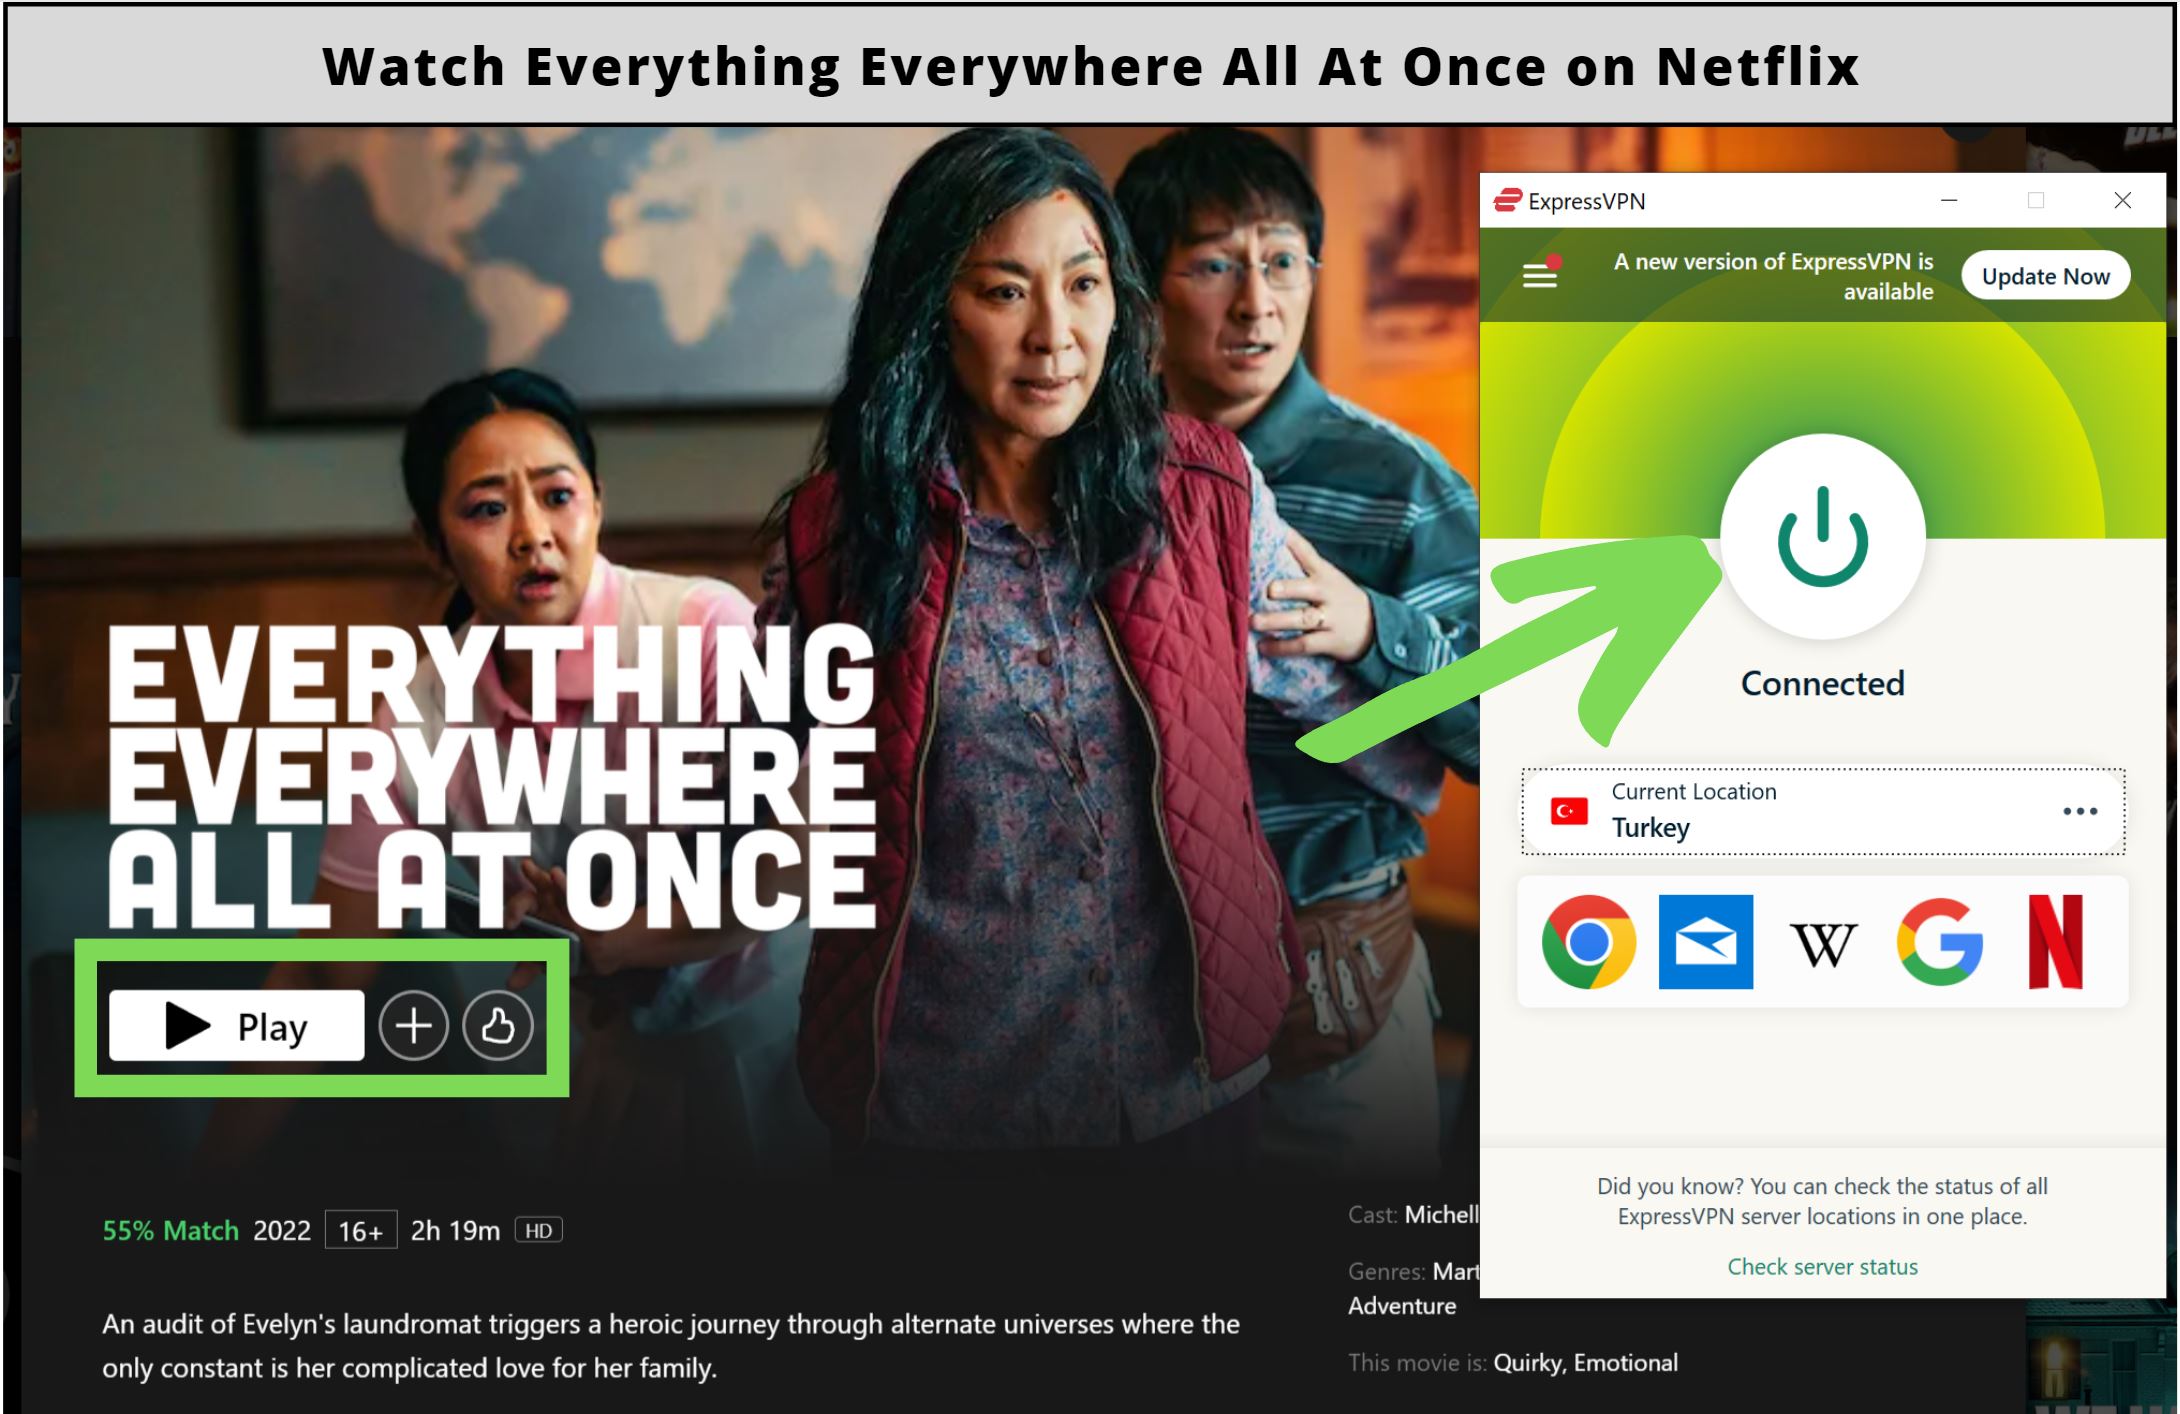 Watch Everything Everywhere All At Once on Netflix
ExpressVPN
A new version of ExpressVPN is
available
Update Now
Connected
Current Location
Turkey
W
G
N
EVERYTHING
EVERYWHERE
ALL AT ONCE
Play
55% Match 2022 16+ 2h 19m HD
An audit of Evelyn's laundromat triggers a heroic journey through alternate universes where the
only constant is her complicated love for her family.
Cast: Michell
Genres: Mart
Adventure
This movie is: Quirky, Emotional
Did you know? You can check the status of all
ExpressVPN server locations in one place.
Check server status